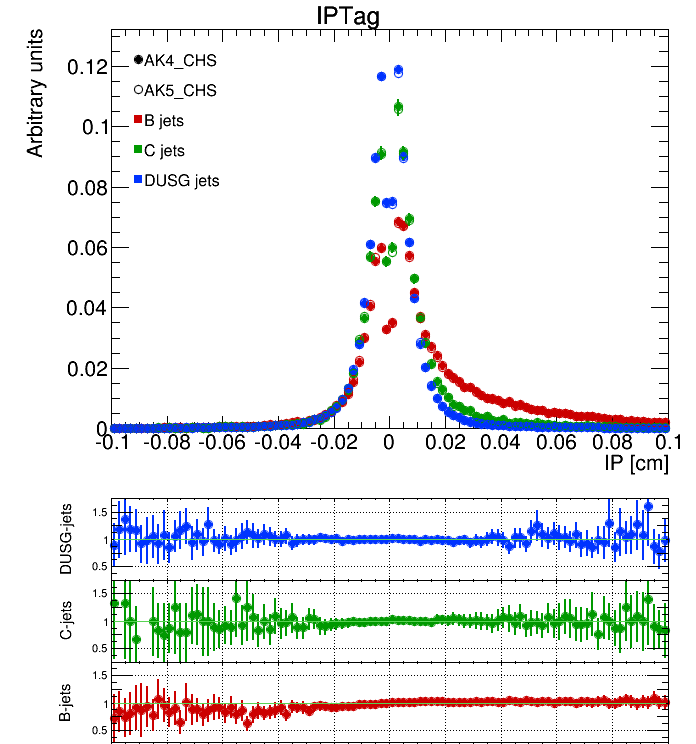 IPTag
Arbitrary units
AK4_CHS
AK5_CHS
B jets
C jets
DUSG jets
0.12
0.1
0.08
0.06
0.04
0.02
0
-0.1 -0.08 -0.06 -0.04 -0.02 0 0.02 0.04 0.06 0.08 0.1
IP [cm]
DUSG-jets
1.5
1
0.5
C-jets
1.5
1
0.5
B-jets
1.5
1
0.5